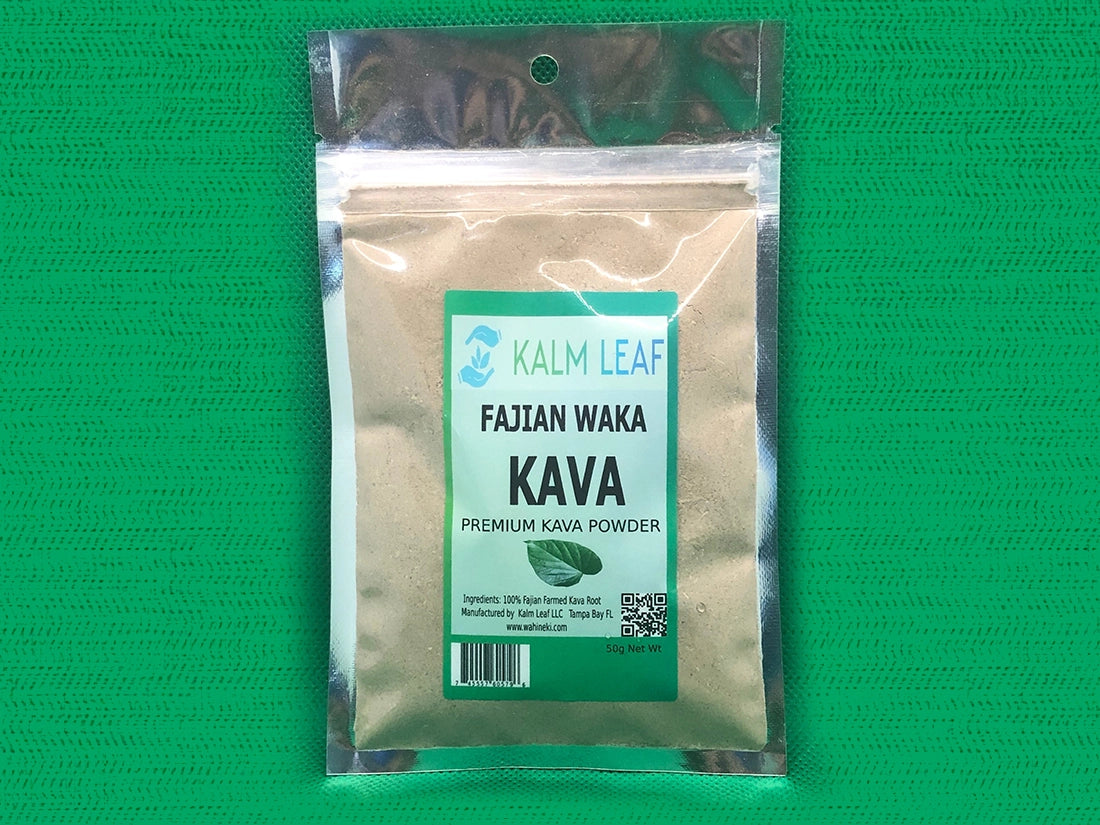 KALM LEAF
FAJIAN WAKA
KAVA
PREMIUM KAVA POWDER
Ingredients: 100% Fajian Farmed Kava Root
Manufactured by Kalm Leaf LLC Tampa Bay FL
www.wahineki.com
50g Net Wt